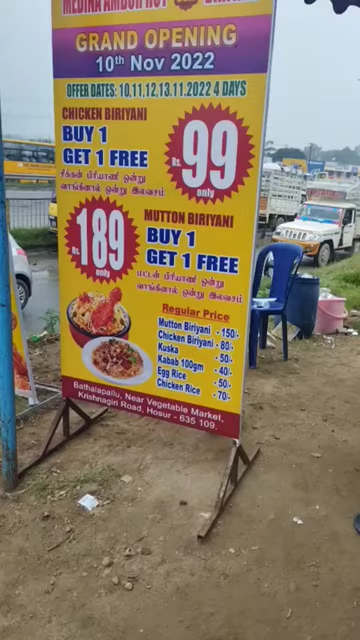 MEDINA AMBUR HOT
GRAND OPENING
10th Nov 2022
OFFER DATES: 10,11,12,13.11.2022 4 DAYS
CHICKEN BIRIYANI
BUY 1
GET 1 FREE
சிக்கன் பிரியாணி ஒன்று
வாங்கினால் ஒன்று இலவசம்
Rs.99
only
Rs.189
only
MUTTON BIRIYANI
BUY 1
GET 1 FREE
மட்டன் பிரியாணி ஒன்று
வாங்கினால் ஒன்று இலவசம்
Regular Price
Mutton Biriyani - 150/-
Chicken Biriyani - 80/-
Kuska - 50/-
Kabab 100gm - 40/-
Egg Rice - 50/-
Chicken Rice - 70/-
Bathalapallu, Near Vegetable Market,
Krishnagiri Road, Hosur - 635 109.